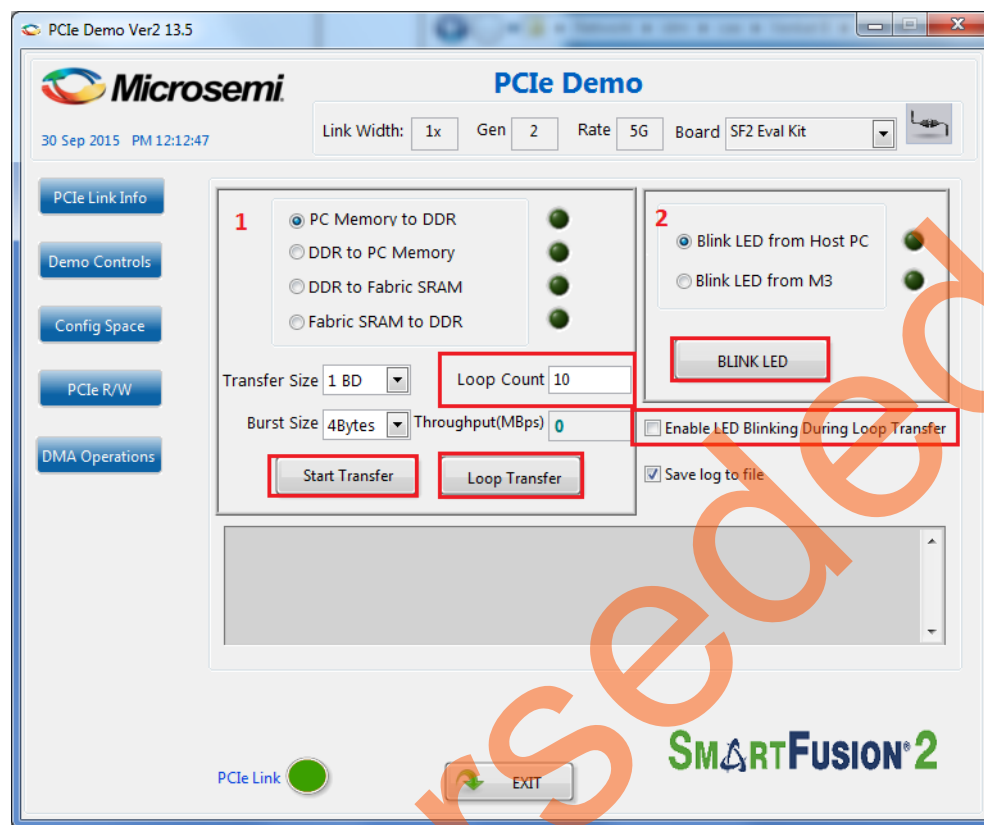 PCIe Demo Ver2 13.5
Microsemi.
PCIe Demo
30 Sep 2015 PM 12:12:47
Link Width: 1x Gen 2 Rate 5G Board SF2 Eval Kit
PCIe Link Info
Demo Controls
Config Space
PCIe R/W
DMA Operations
1
PC Memory to DDR
DDR to PC Memory
DDR to Fabric SRAM
Fabric SRAM to DDR
Transfer Size 1 BD Loop Count 10
Burst Size 4Bytes Throughput(MBps) 0
Start Transfer Loop Transfer
2
Blink LED from Host PC
Blink LED from M3
BLINK LED
Enable LED Blinking During Loop Transfer
Save log to file
PCIe Link
EXIT
SMARTFUSION®2
rseded